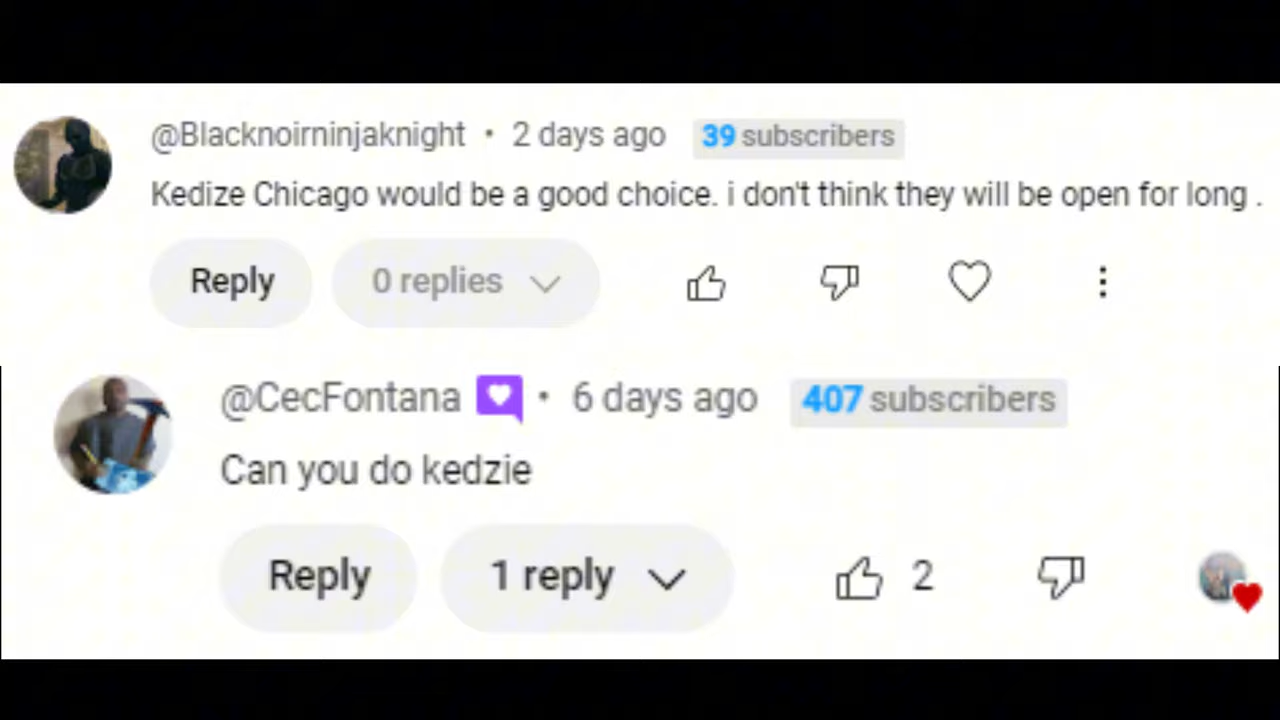 @Blacknoirninjaknight • 2 days ago 39 subscribers
Kedize Chicago would be a good choice. i don't think they will be open for long .
Reply 0 replies
@CecFontana • 6 days ago 407 subscribers
Can you do kedzie
Reply 1 reply 2